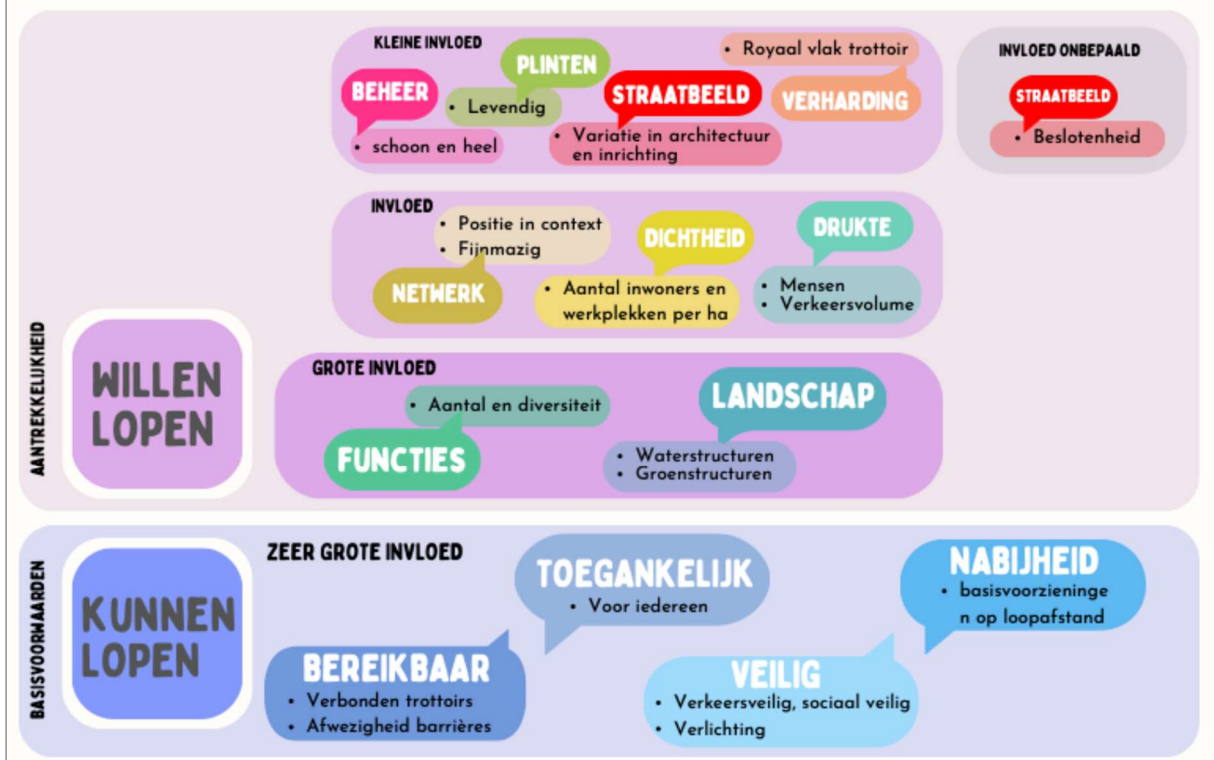 KLEINE INVLOED
BEHEER
• schoon en heel
PLINTEN
• Levendig
STRAATBEELD
• Variatie in architectuur
en inrichting
• Royaal vlak trottoir
VERHARDING
INVLOED ONBEPAALD
STRAATBEELD
• Beslotenheid
INVLOED
• Positie in context
• Fijnmazig
NETWERK
DICHTHEID
• Aantal inwoners en
werkplekken per ha
DRUKTE
• Mensen
• Verkeersvolume
AANTREKKELIJKHEID
WILLEN
LOPEN
GROTE INVLOED
• Aantal en diversiteit
FUNCTIES
LANDSCHAP
• Waterstructuren
• Groenstructuren
BASISVOORWAARDEN
KUNNEN
LOPEN
ZEER GROTE INVLOED
BEREIKBAAR
• Verbonden trottoirs
• Afwezigheid barrières
TOEGANKELIJK
• Voor iedereen
VEILIG
• Verkeersveilig, sociaal veilig
• Verlichting
NABIJHEID
• basisvoorzieninge
n op loopafstand